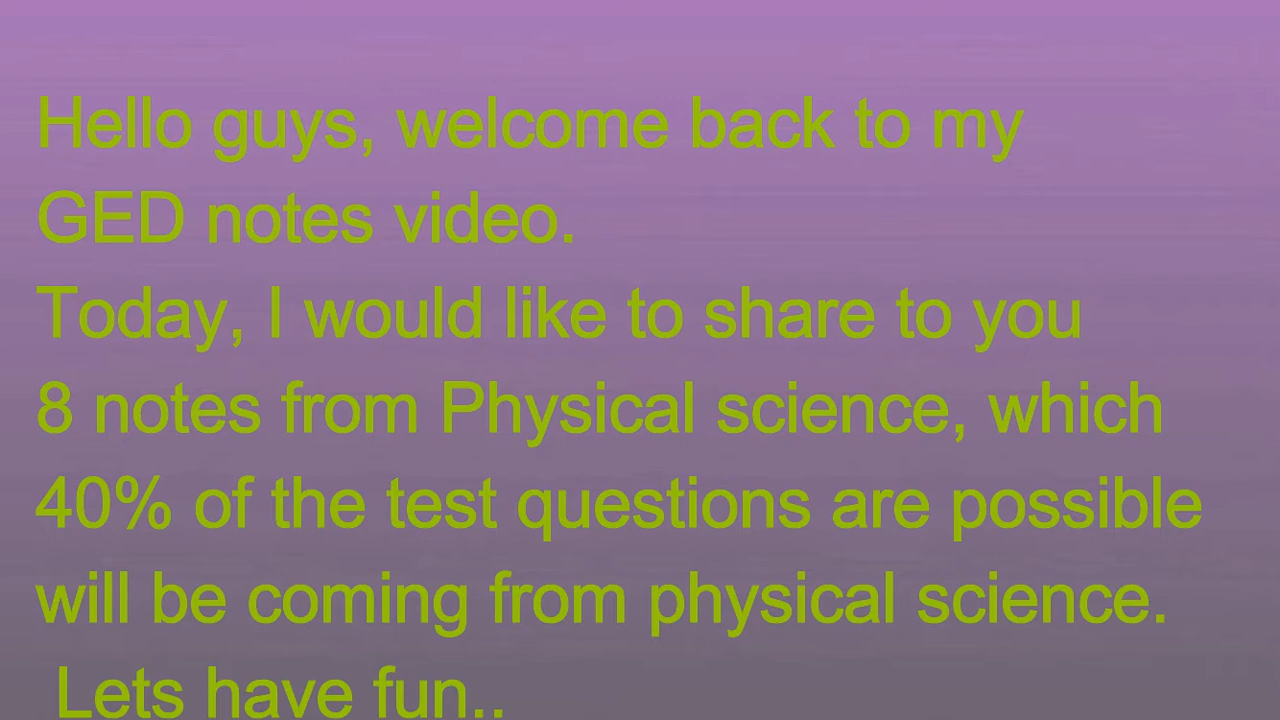 Hello guys, welcome back to my
GED notes video.
Today, I would like to share to you
8 notes from Physical science, which
40% of the test questions are possible
will be coming from physical science.
Lets have fun..